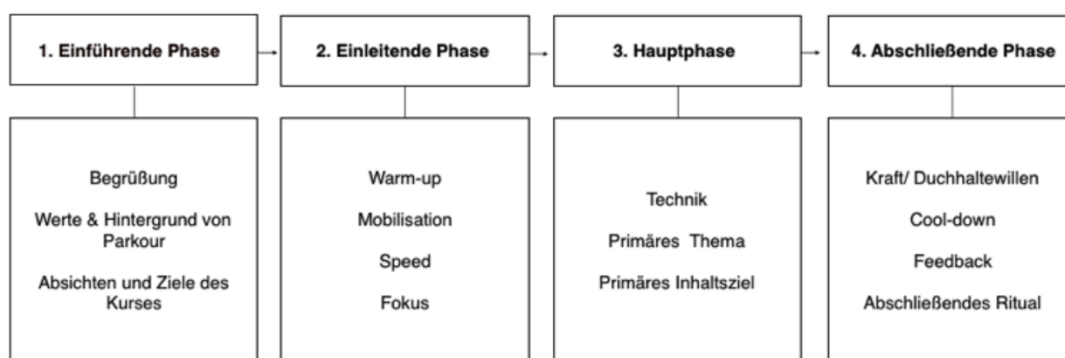 1. Einführende Phase
2. Einleitende Phase
3. Hauptphase
4. Abschließende Phase
Begrüßung
Werte & Hintergrund von
Parkour
Absichten und Ziele des
Kurses
Warm-up
Mobilisation
Speed
Fokus
Technik
Primäres Thema
Primäres Inhaltsziel
Kraft/ Duchhaltewillen
Cool-down
Feedback
Abschließendes Ritual